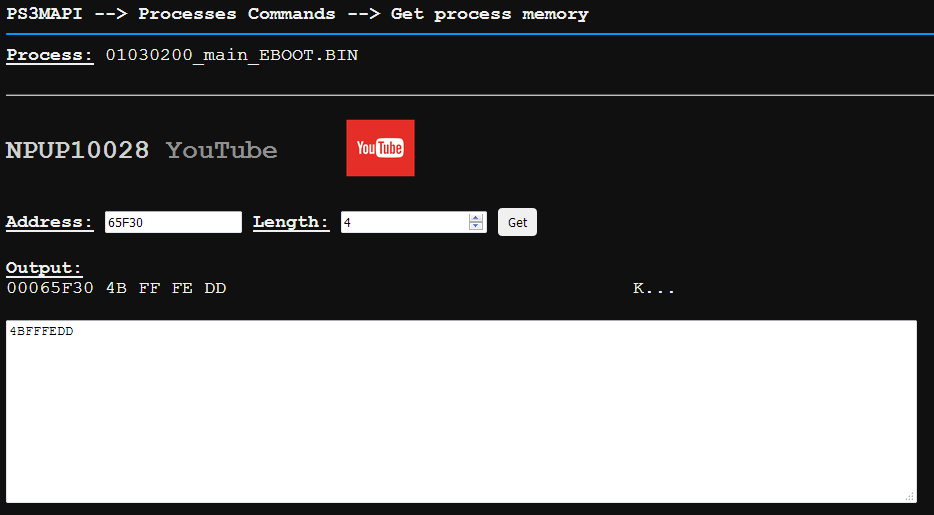 PS3MAPI --> Processes Commands --> Get process memory
Process: 01030200_main_EBOOT.BIN
NPUP10028 YouTube
YouTube
Address: 65F30 Length: 4 Get
Output:
00065F30 4B FF FE DD K...
4BFFFEDD